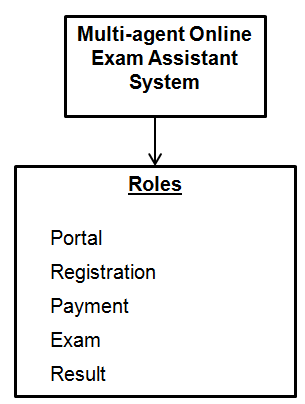 Multi-agent Online
Exam Assistant
System
Roles
Portal
Registration
Payment
Exam
Result